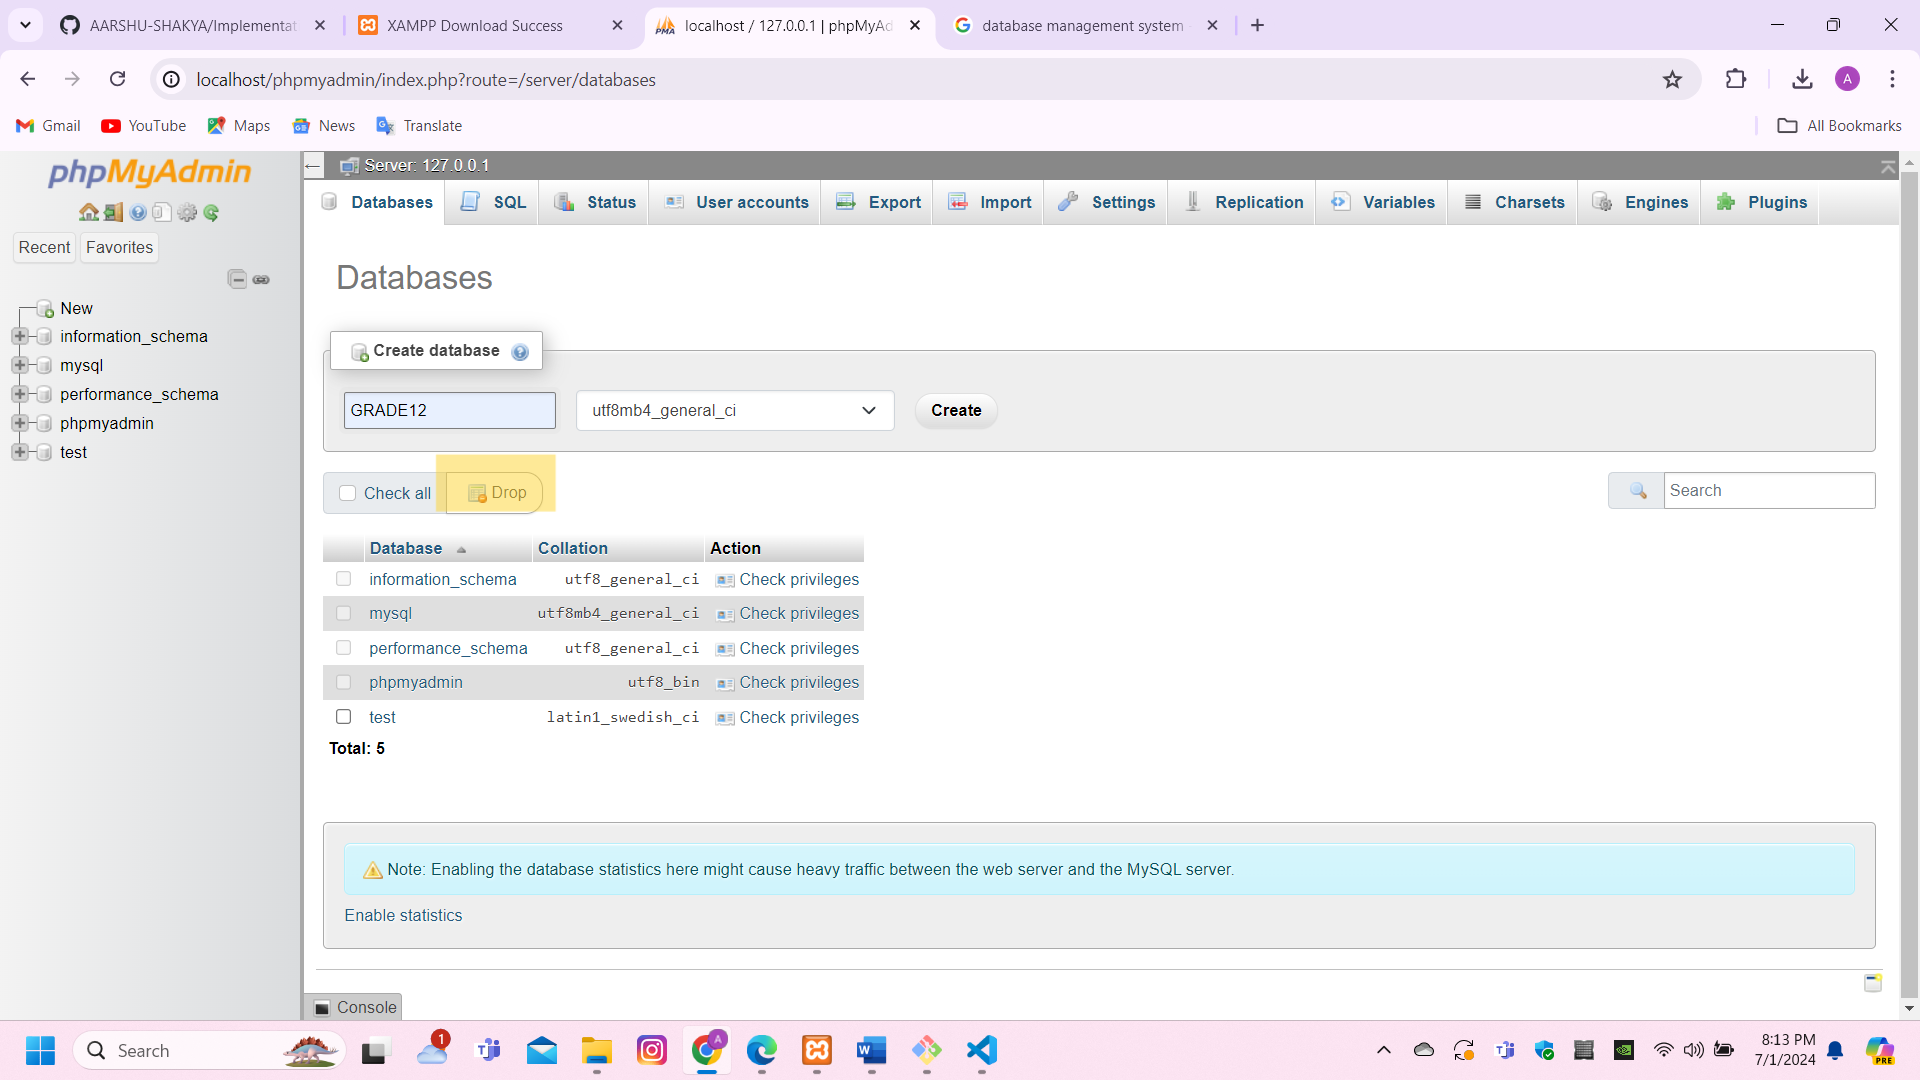 AARSHU-SHAKYA/Implementat
XAMPP Download Success
localhost / 127.0.0.1 | phpMyAd
database management system
localhost/phpmyadmin/index.php?route=/server/databases
A
Gmail
YouTube
Maps
News
Translate
All Bookmarks
phpMyAdmin
Recent
Favorites
New
information_schema
mysql
performance_schema
phpmyadmin
test
Server: 127.0.0.1
Databases
SQL
Status
User accounts
Export
Import
Settings
Replication
Variables
Charsets
Engines
Plugins
Databases
Create database
GRADE12
utf8mb4_general_ci
Create
Check all
Drop
Search
Database Collation Action
information_schema utf8_general_ci Check privileges
mysql utf8mb4_general_ci Check privileges
performance_schema utf8_general_ci Check privileges
phpmyadmin utf8_bin Check privileges
test latin1_swedish_ci Check privileges
Total: 5
Note: Enabling the database statistics here might cause heavy traffic between the web server and the MySQL server.
Enable statistics
Console
Search
1
A
8:13 PM
7/1/2024
PRE